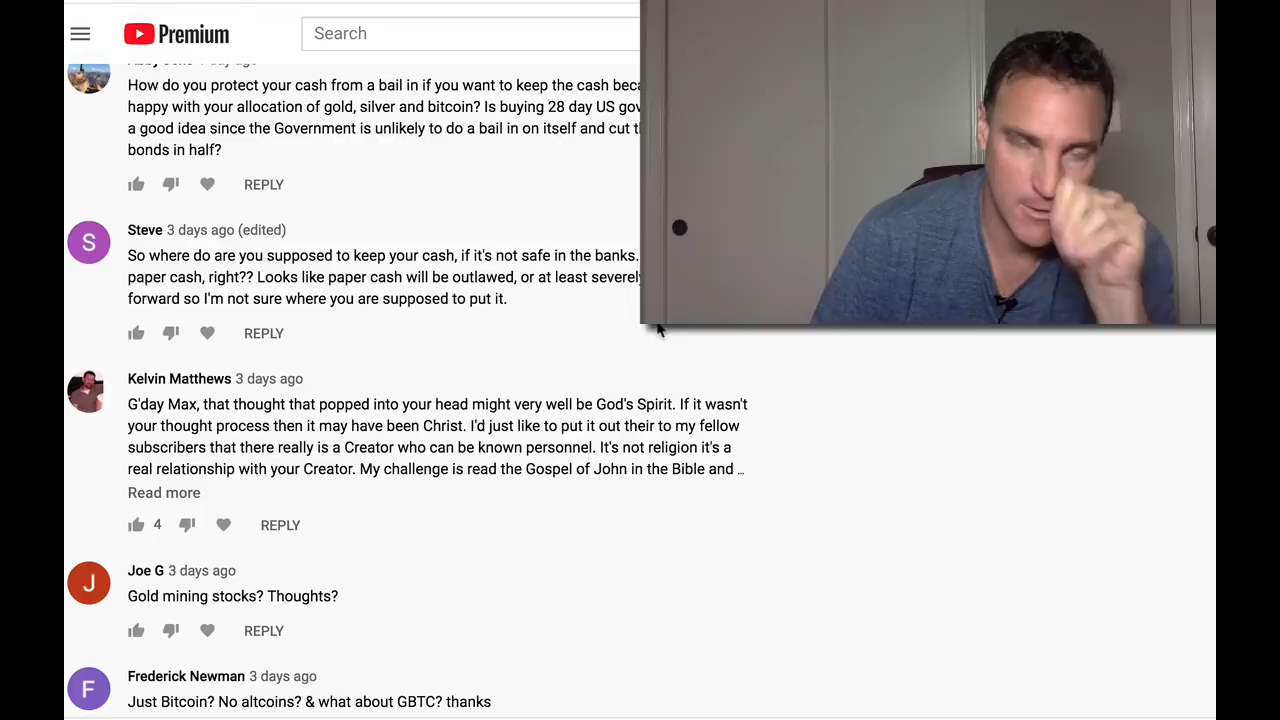 Premium
Search
How do you protect your cash from a bail in if you want to keep the cash
happy with your allocation of gold, silver and bitcoin? Is buying 28 day US
a good idea since the Government is unlikely to do a bail in on itself and cut
bonds in half?
REPLY
S
Steve 3 days ago (edited)
So where do are you supposed to keep your cash, if it's not safe in the banks.
paper cash, right?? Looks like paper cash will be outlawed, or at least severely
forward so I'm not sure where you are supposed to put it.
REPLY
Kelvin Matthews 3 days ago
G'day Max, that thought that popped into your head might very well be God's Spirit. If it wasn't
your thought process then it may have been Christ. I'd just like to put it out their to my fellow
subscribers that there really is a Creator who can be known personnel. It's not religion it's a
real relationship with your Creator. My challenge is read the Gospel of John in the Bible and ...
Read more
4 REPLY
J
Joe G 3 days ago
Gold mining stocks? Thoughts?
REPLY
F
Frederick Newman 3 days ago
Just Bitcoin? No altcoins? & what about GBTC? thanks